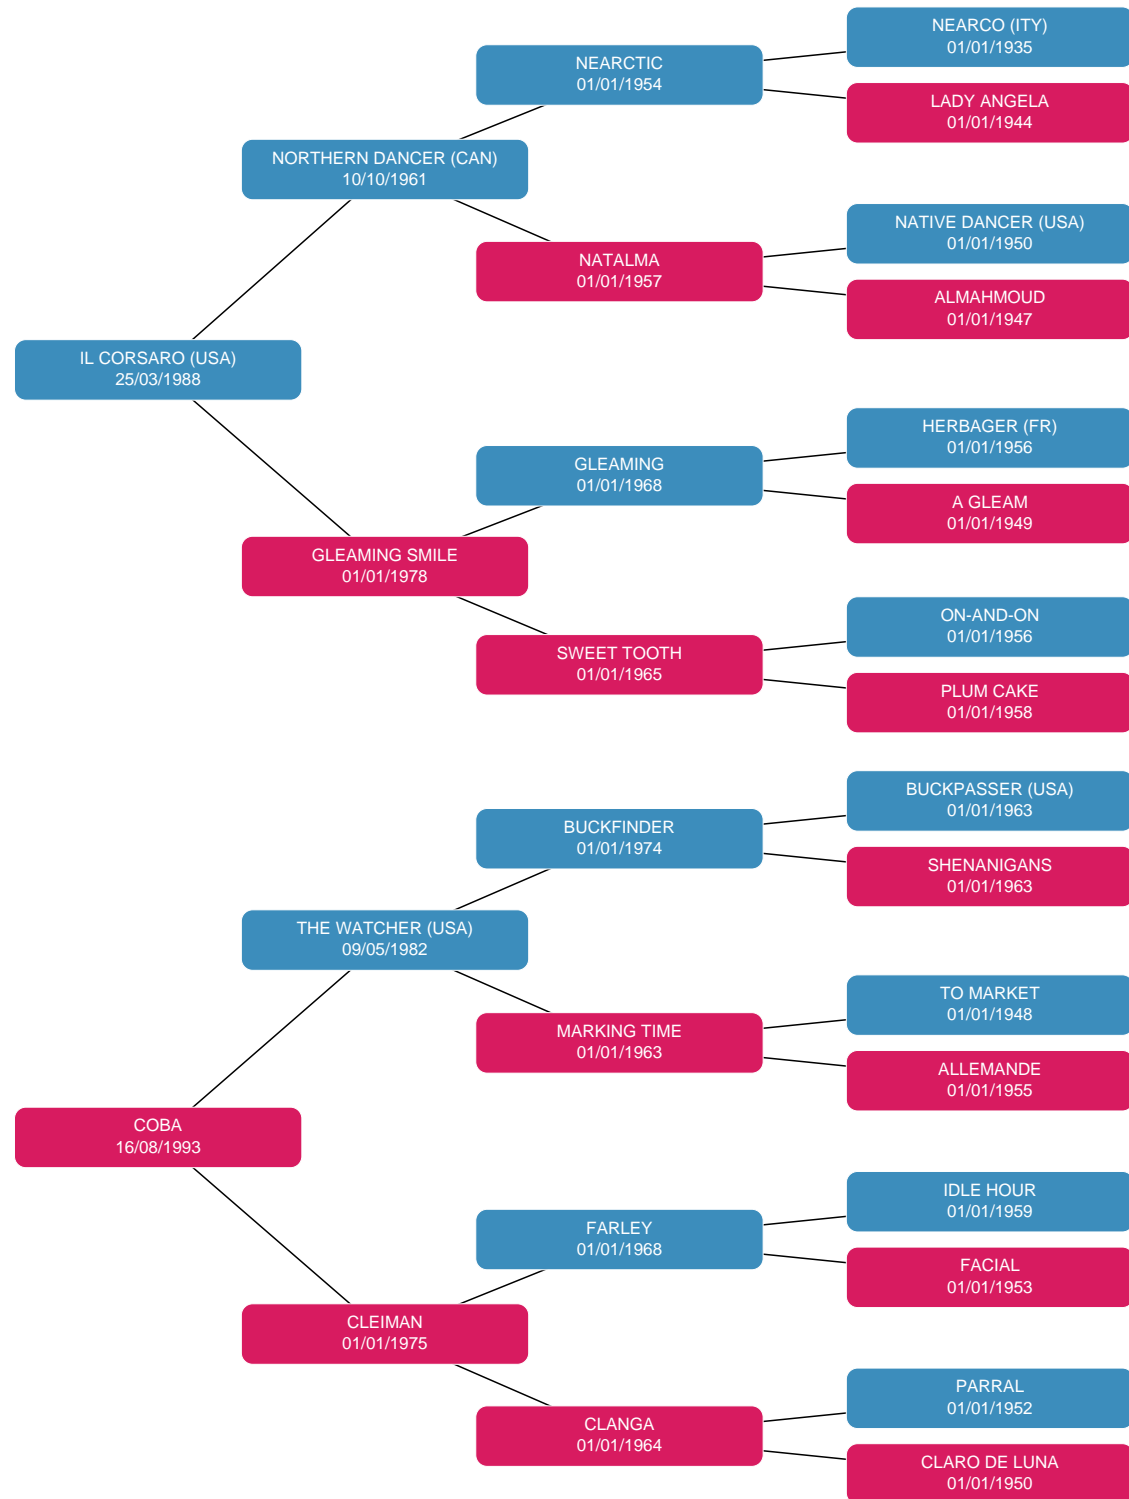 NEARCO (ITY)
01/01/1935
NEARCTIC
01/01/1954
LADY ANGELA
01/01/1944
NORTHERN DANCER (CAN)
10/10/1961
NATIVE DANCER (USA)
01/01/1950
NATALMA
01/01/1957
ALMAHMOUD
01/01/1947
IL CORSARO (USA)
25/03/1988
HERBAGER (FR)
01/01/1956
GLEAMING
01/01/1968
A GLEAM
01/01/1949
GLEAMING SMILE
01/01/1978
ON-AND-ON
01/01/1956
SWEET TOOTH
01/01/1965
PLUM CAKE
01/01/1958
BUCKPASSER (USA)
01/01/1963
BUCKFINDER
01/01/1974
SHENANIGANS
01/01/1963
THE WATCHER (USA)
09/05/1982
TO MARKET
01/01/1948
MARKING TIME
01/01/1963
ALLEMANDE
01/01/1955
COBA
16/08/1993
IDLE HOUR
01/01/1959
FARLEY
01/01/1968
FACIAL
01/01/1953
CLEIMAN
01/01/1975
PARRAL
01/01/1952
CLANGA
01/01/1964
CLARO DE LUNA
01/01/1950